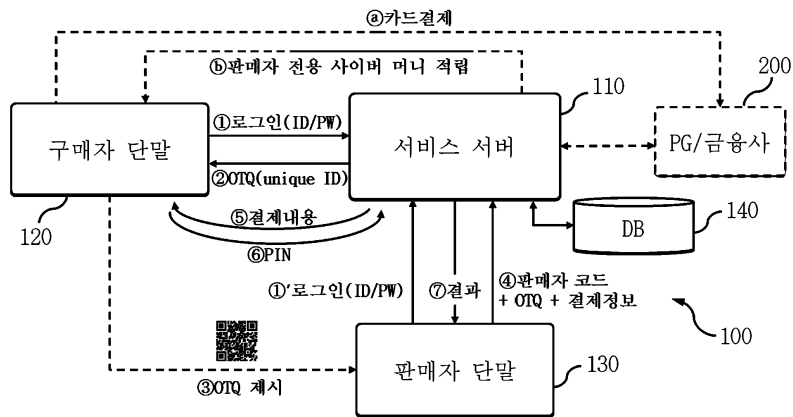 ⓐ카드결제
ⓑ판매자 전용 사이버 머니 적립
200
110
구매자 단말
①로그인(ID/PW)
서비스 서버
PG/금융사
②OTQ(unique ID)
120
⑤결제내용
⑥PIN
DB
140
①'로그인(ID/PW)
⑦결과
④판매자 코드
+ OTQ + 결제정보
100
판매자 단말
130
③OTQ 제시